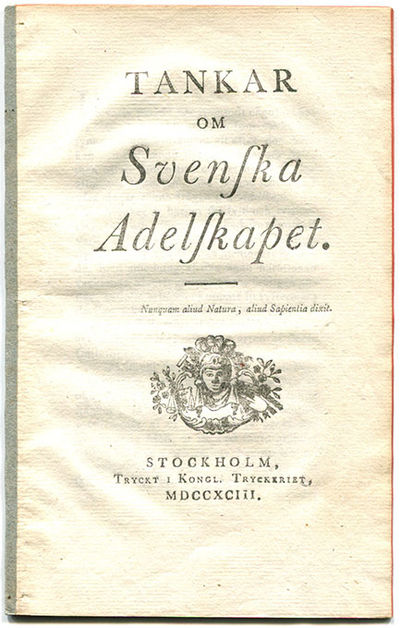 TANKAR
OM
Svenſka
Adelſkapet.
Nunquam aliud Natura, aliud Sapientia dixit.
STOCKHOLM,
TRYCKT I KONGL. TRYCKERIET,
MDCCXCIII.